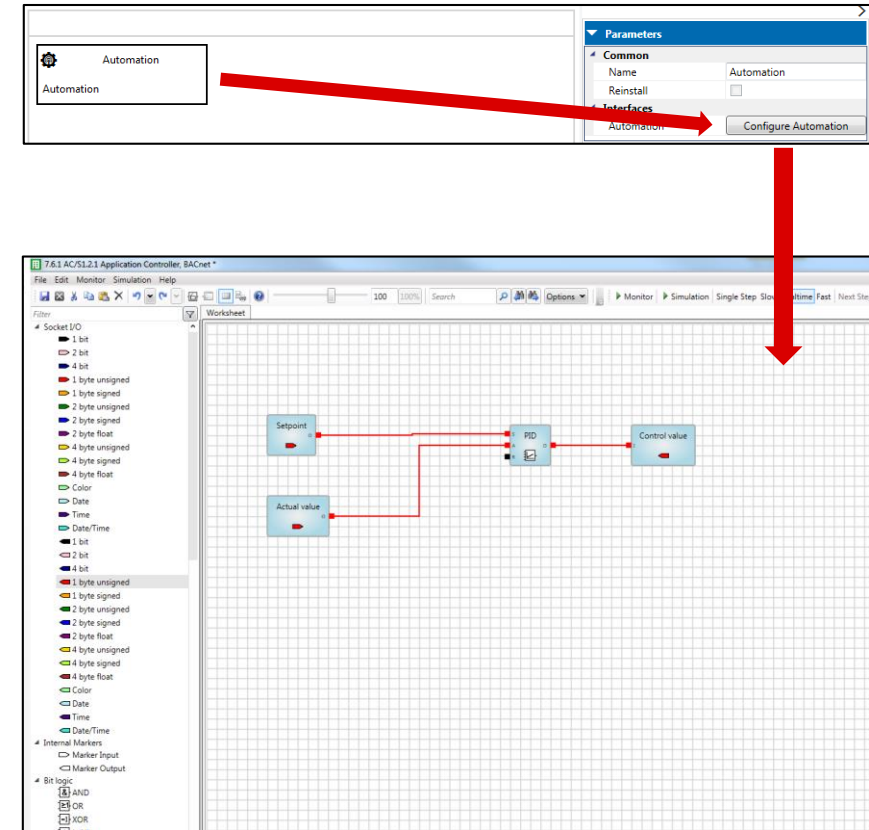 Automation
Automation
Parameters
Common
Name Automation
Reinstall
Interfaces
Automation Configure Automation
7.6.1 AC/S1.2.1 Application Controller, BACnet *
File Edit Monitor Simulation Help
100 100% Search Options Monitor Simulation Single Step Fast Next Ste
Filter
Worksheet
Socket I/O
1 bit
2 bit
4 bit
1 byte unsigned
1 byte signed
2 byte unsigned
2 byte signed
2 byte float
4 byte unsigned
4 byte signed
4 byte float
Color
Date
Time
Date/Time
1 bit
2 bit
4 bit
1 byte unsigned
1 byte signed
2 byte unsigned
2 byte signed
2 byte float
4 byte unsigned
4 byte signed
4 byte float
Color
Date
Time
Date/Time
Internal Markers
Marker Input
Marker Output
Bit logic
AND
OR
XOR
Setpoint
PID
Control value
Actual value